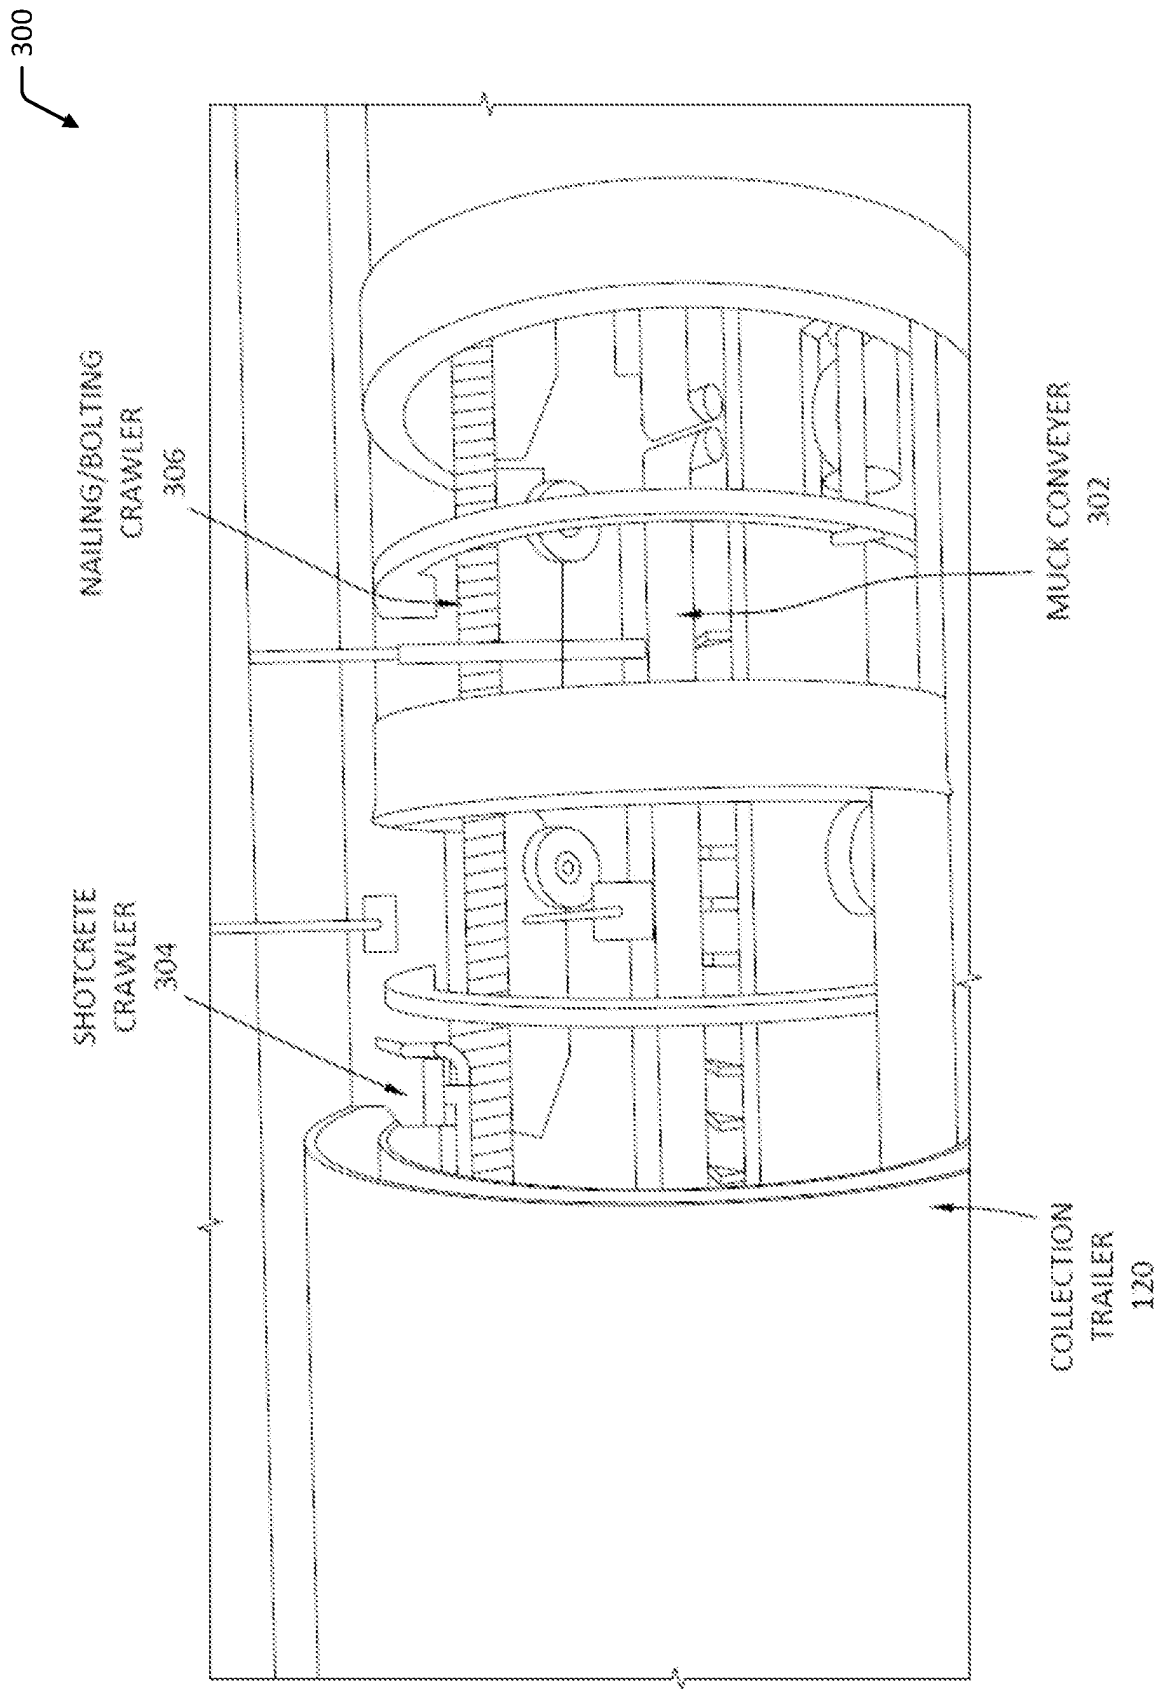 300
NAILING/BOLTING
CRAWLER
306
SHOTCRETE
CRAWLER
304
MUCK CONVEYER
302
COLLECTION
TRAILER
120